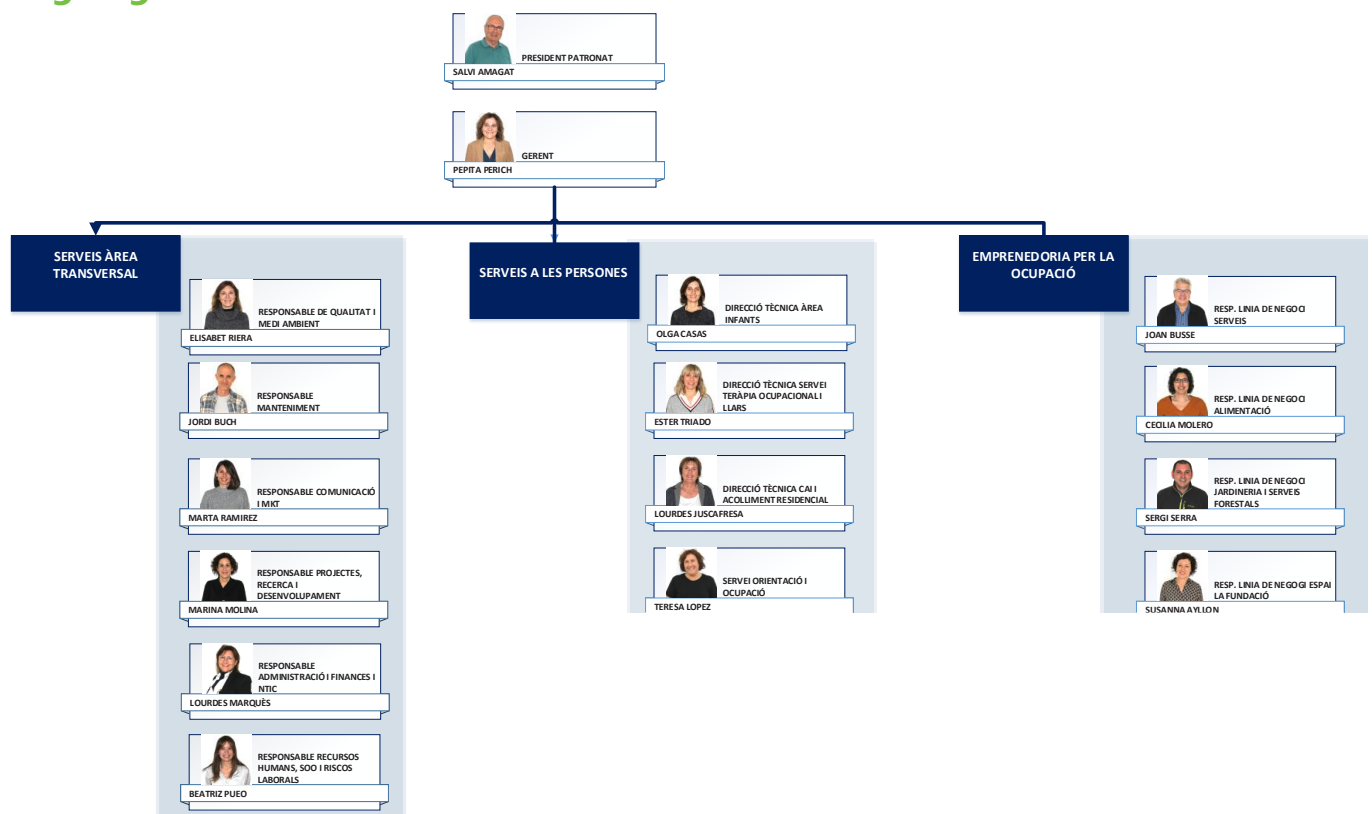 PRESIDENT PATRONAT
SALVI AMAGAT
GERENT
PEPITA PERICH
SERVEIS ÀREA
TRANSVERSAL
RESPONSABLE DE QUALITAT I
MEDI AMBIENT
ELISABET RIERA
RESPONSABLE
MANTENIMENT
JORDI BUCH
RESPONSABLE COMUNICACIÓ
I MKT
MARTA RAMIREZ
RESPONSABLE PROJECTES,
RECERCA I
DESENVOLUPAMENT
MARINA MOLINA
RESPONSABLE
ADMINISTRACIÓ I FINANCES I
NTIC
LOURDES MARQUÈS
RESPONSABLE RECURSOS
HUMANS, SOO I RISCOS
LABORALS
BEATRIZ PUEO
SERVEIS A LES PERSONES
DIRECCIÓ TÈCNICA ÀREA
INFANTS
OLGA CASAS
DIRECCIÓ TÈCNICA SERVEI
TERÀPIA OCUPACIONAL I
LLARS
ESTER TRIADO
DIRECCIÓ TÈCNICA CAI I
ACOLLIMENT RESIDENCIAL
LOURDES JUSCAFRESA
SERVEI ORIENTACIÓ I
OCUPACIÓ
TERESA LOPEZ
EMPRENEDORIA PER LA
OCUPACIÓ
RESP. LINIA DE NEGOCI
SERVEIS
JOAN BUSSE
RESP. LINIA DE NEGOCI
ALIMENTACIÓ
CECILIA MOLERO
RESP. LINIA DE NEGOCI
JARDINERIA I SERVEIS
FORESTALS
SERGI SERRA
RESP. LINIA DE NEGOGI ESPAI
LA FUNDACIÓ
SUSANNA AYLLON